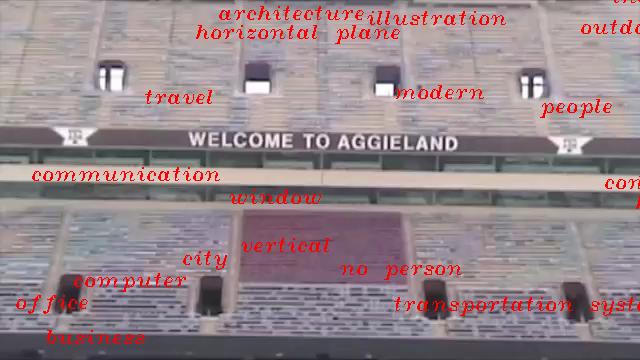 architecture
illustration
horizontal plane
outdo
travel
modern
people
WELCOME TO AGGIELAND
communication
con
window
vertical
city
no person
computer
office
transportation syst
business